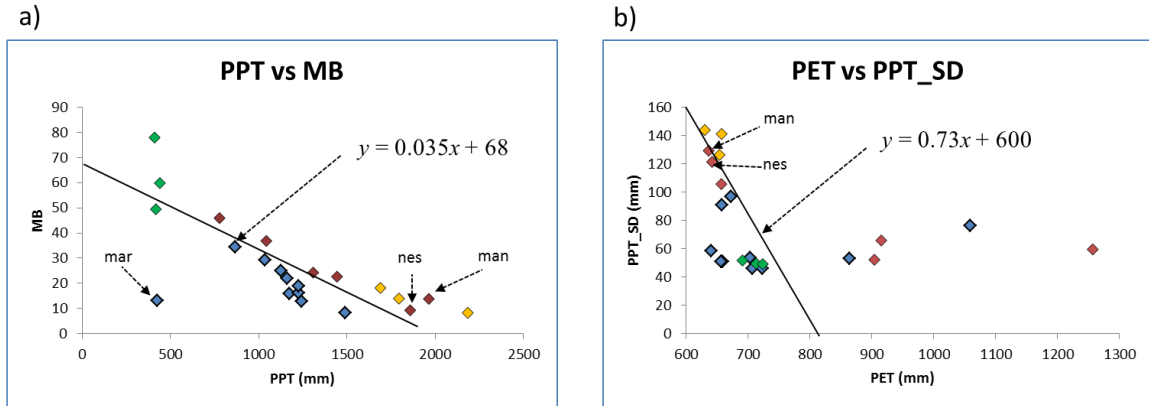 a)
PPT vs MB
90
80
70
60
50
40
30
20
10
0
MB
y = 0.035x + 68
mar
nes
man
0 500 1000 1500 2000 2500
PPT (mm)
b)
PET vs PPT_SD
160
140
120
100
80
60
40
20
0
PPT_SD (mm)
man
nes
y = 0.73x + 600
600 700 800 900 1000 1100 1200 1300
PET (mm)